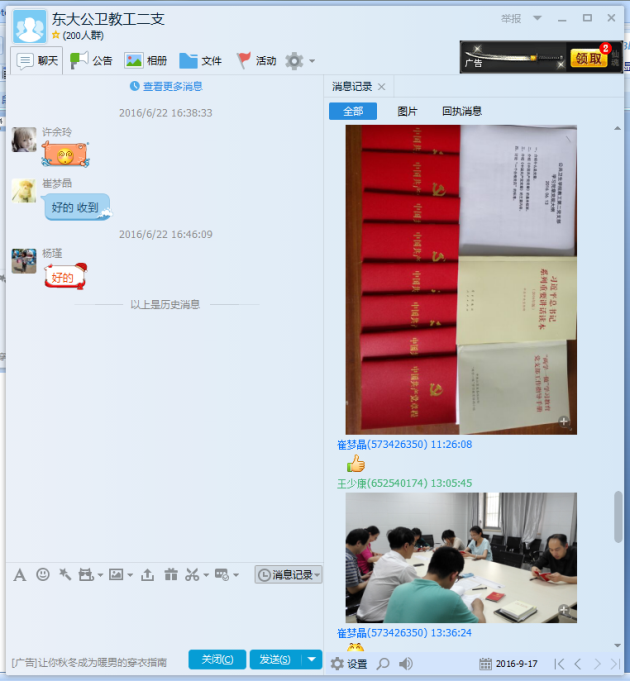 东大公卫教工二支
(200人群)
举报
聊天
公告
相册
文件
活动
广告
领取
2
查看更多消息
2016/6/22 16:38:33
许余玲
崔梦晶
好的 收到
2016/6/22 16:46:09
杨瑾
好的
以上是历史消息
消息记录
[广告]让你秋冬成为暖男的穿衣指南
关闭(C)
发送(S)
消息记录
全部
图片
回执消息
中国共产党章程
习近平总书记
系列重要讲话读本
“两学一做”学习教育
党支部工作指导手册
崔梦晶(573426350) 11:26:08
王少康(652540174) 13:05:45
崔梦晶(573426350) 13:36:24
设置
2016-9-17